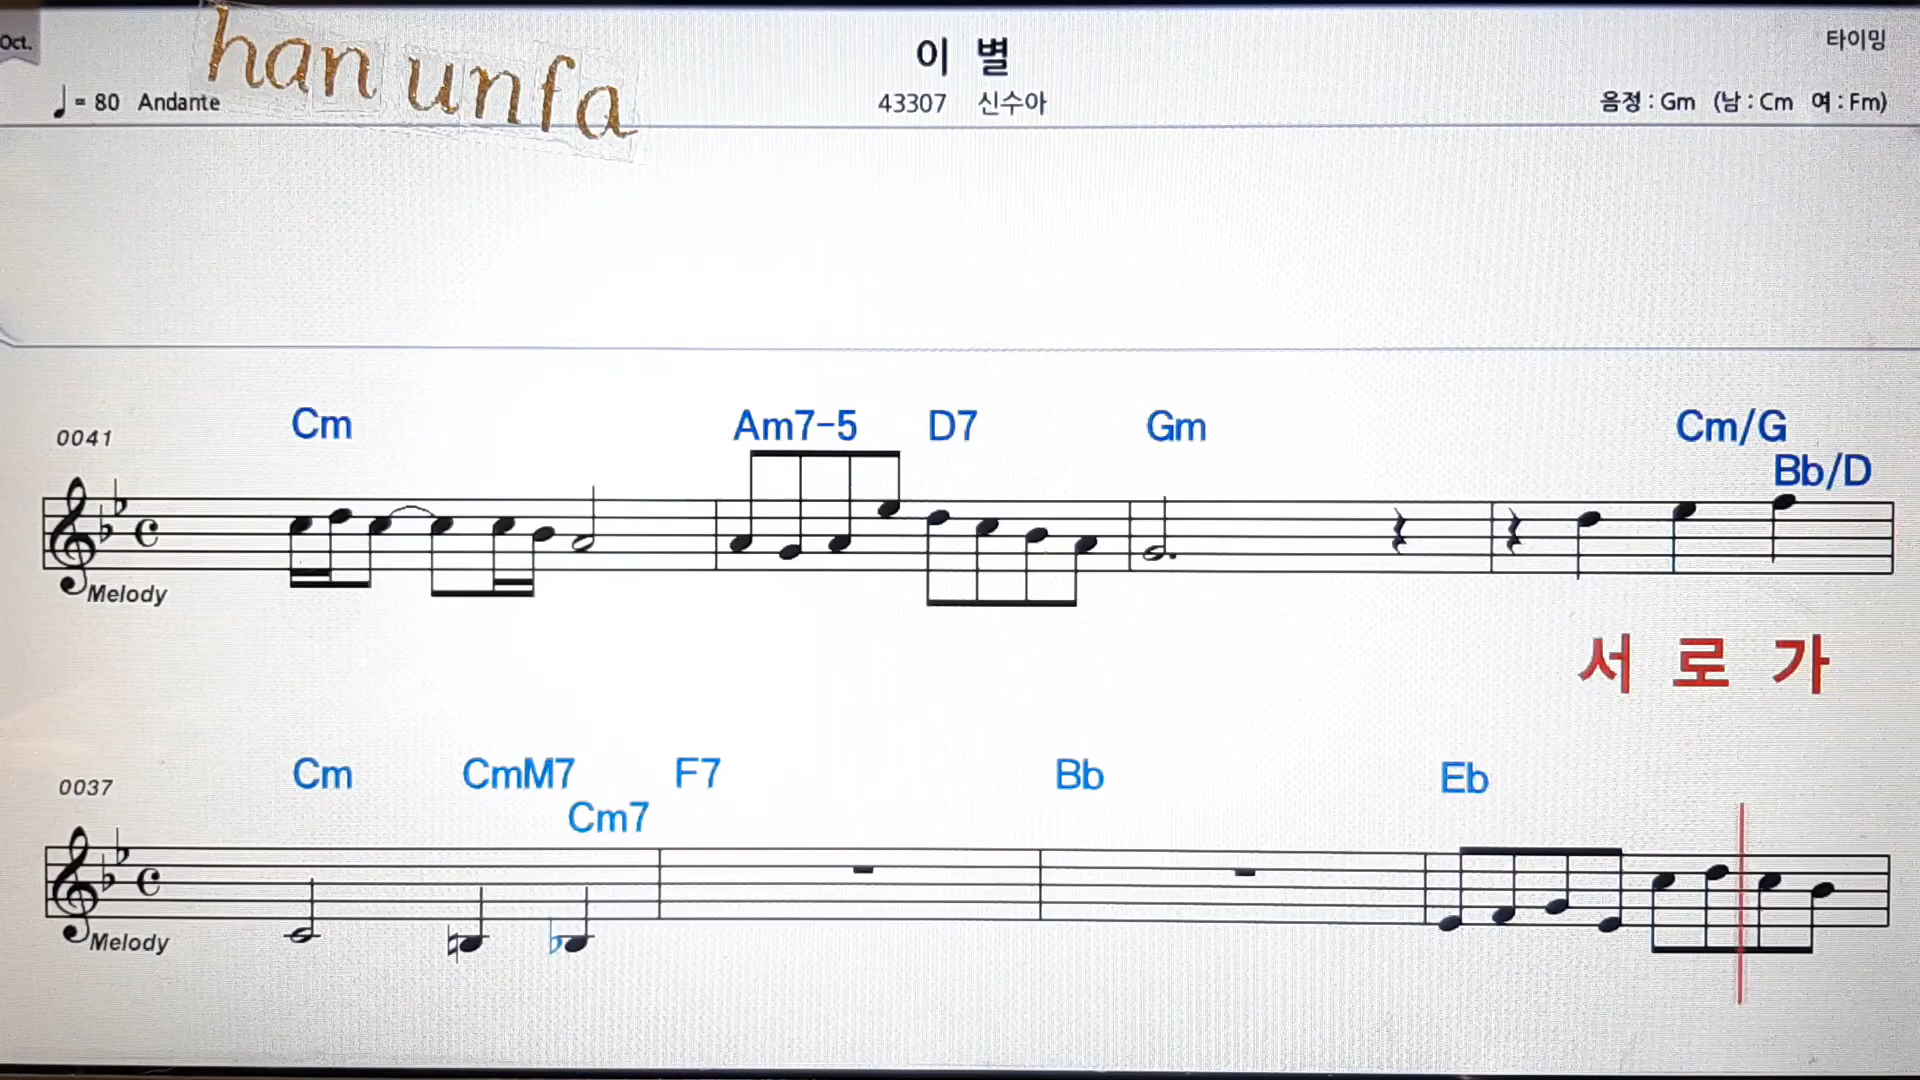 Oct.
han unfa
이 별
타이밍
= 80 Andante
43307 신수아
음정 : Gm (남 : Cm 여 : Fm)
Cm Am7-5 D7 Gm Cm/G
Bb/D
0041
Melody
서 로 가
Cm CmM7 F7 Bb Eb
Cm7
0037
Melody